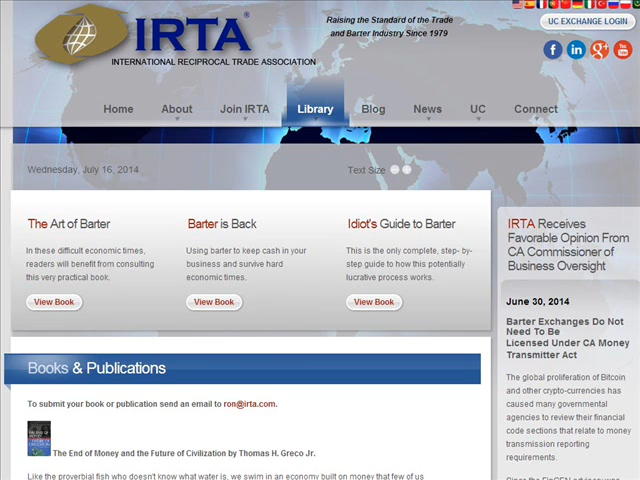 IRTA®
INTERNATIONAL RECIPROCAL TRADE ASSOCIATION
Raising the Standard of the Trade
and Barter Industry Since 1979
UC EXCHANGE LOGIN
Home
About
Join IRTA
Library
Blog
News
UC
Connect
Wednesday, July 16, 2014
Text Size
The Art of Barter
In these difficult economic times,
readers will benefit from consulting
this very practical book.
View Book
Barter is Back
Using barter to keep cash in your
business and survive hard
economic times.
View Book
Idiot's Guide to Barter
This is the only complete, step- by-
step guide to how this potentially
lucrative process works.
View Book
IRTA Receives
Favorable Opinion From
CA Commissioner of
Business Oversight
June 30, 2014
Barter Exchanges Do Not
Need To Be
Licensed Under CA Money
Transmitter Act
The global proliferation of Bitcoin
and other crypto-currencies has
caused many governmental
agencies to review their financial
code sections that relate to money
transmission reporting
requirements.
Books & Publications
To submit your book or publication send an email to ron@irta.com.
The End of Money and the Future of Civilization by Thomas H. Greco Jr.
Like the proverbial fish who doesn't know what water is, we swim in an economy built on money that few of us